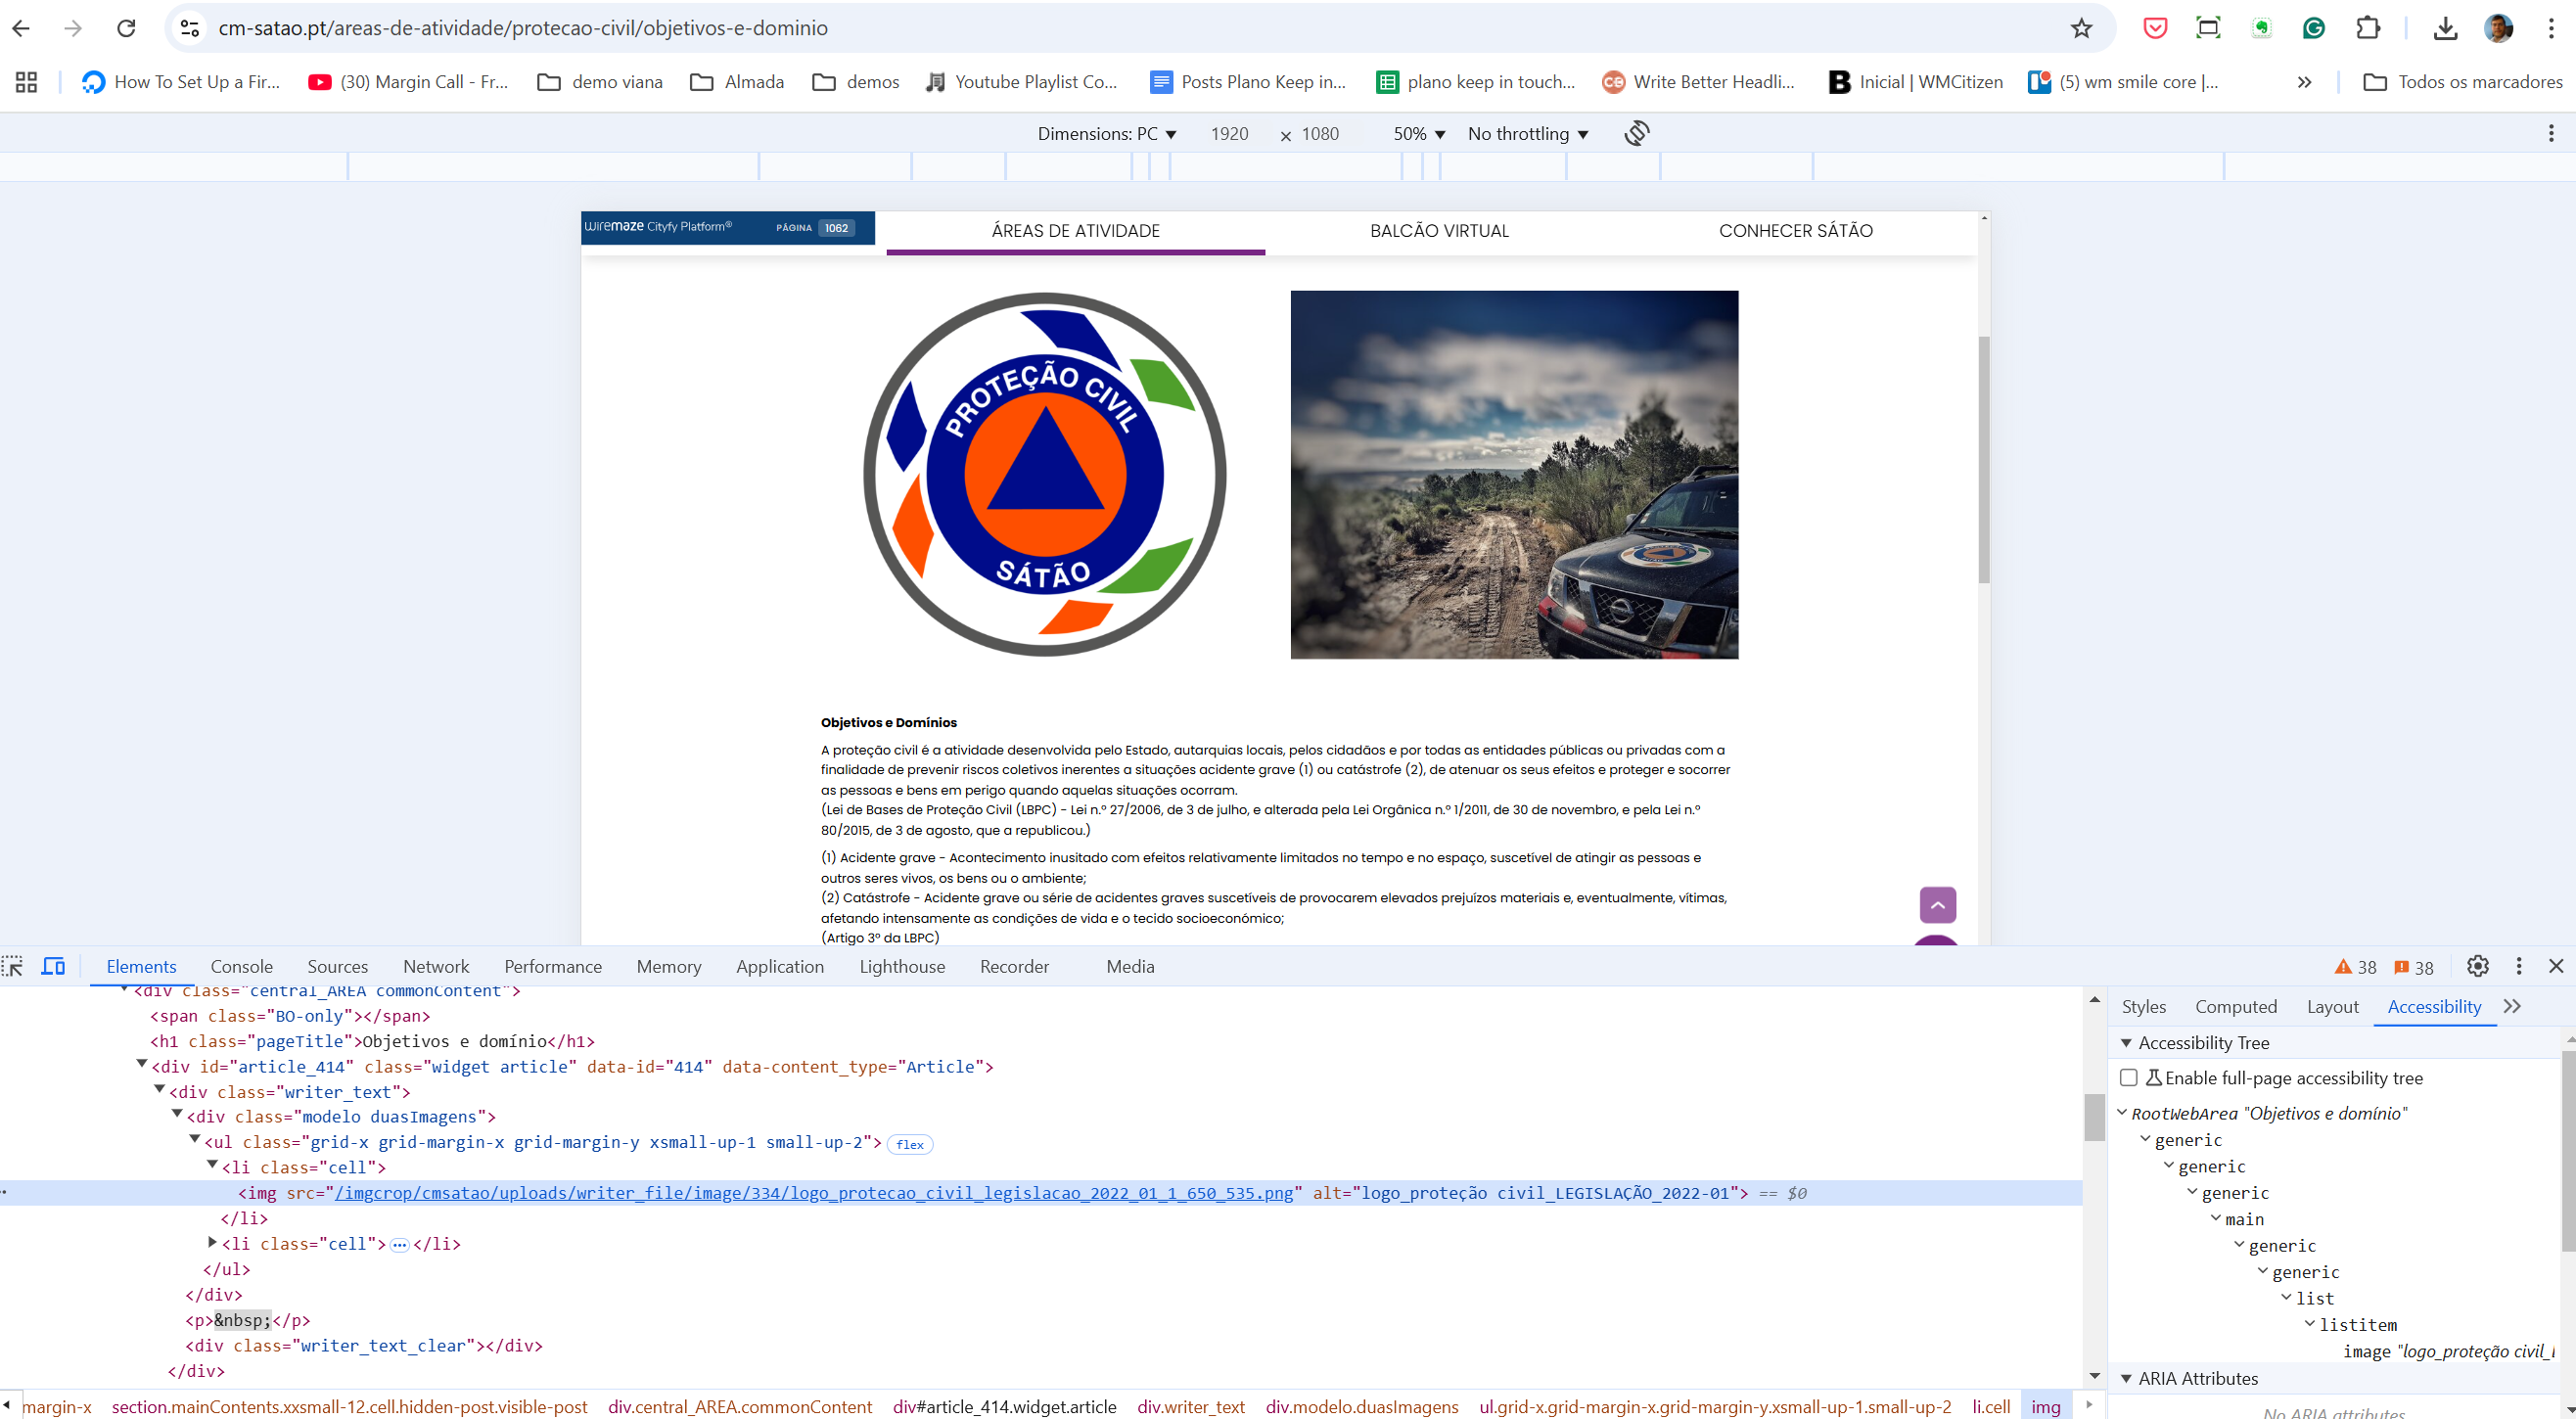 cm-satao.pt/areas-de-atividade/protecao-civil/objetivos-e-dominio
How To Set Up a Fir... (30) Margin Call - Fr... demo viana Almada demos Youtube Playlist Co... Posts Plano Keep in... plano keep in touch... Write Better Headli... Inicial | WMCitizen (5) wm smile core |... » Todos os marcadores
Dimensions: PC 1920 × 1080 50% No throttling
wiremaze Cityfy Platform® PÁGINA 1062 ÁREAS DE ATIVIDADE BALCÃO VIRTUAL CONHECER SÁTÃO
PROTEÇÃO CIVIL
SÁTÃO
Objetivos e Domínios
A proteção civil é a atividade desenvolvida pelo Estado, autarquias locais, pelos cidadãos e por todas as entidades públicas ou privadas com a
finalidade de prevenir riscos coletivos inerentes a situações acidente grave (1) ou catástrofe (2), de atenuar os seus efeitos e proteger e socorrer
as pessoas e bens em perigo quando aquelas situações ocorram.
(Lei de Bases de Proteção Civil (LBPC) - Lei n.º 27/2006, de 3 de julho, e alterada pela Lei Orgânica n.º 1/2011, de 30 de novembro, e pela Lei n.º
80/2015, de 3 de agosto, que a republicou.)
(1) Acidente grave - Acontecimento inusitado com efeitos relativamente limitados no tempo e no espaço, suscetível de atingir as pessoas e
outros seres vivos, os bens ou o ambiente;
(2) Catástrofe - Acidente grave ou série de acidentes graves suscetíveis de provocarem elevados prejuízos materiais e, eventualmente, vítimas,
afetando intensamente as condições de vida e o tecido socioeconómico;
(Artigo 3º da LBPC)
Elements Console Sources Network Performance Memory Application Lighthouse Recorder Media 38 38
<div class="central_AREA commonContent">
<span class="BO-only"></span>
<h1 class="pageTitle">Objetivos e domínio</h1>
<div id="article_414" class="widget article" data-id="414" data-content_type="Article">
<div class="writer_text">
<div class="modelo duasImagens">
<ul class="grid-x grid-margin-x grid-margin-y xsmall-up-1 small-up-2"> flex
<li class="cell">
<img src="/imgcrop/cmsatao/uploads/writer_file/image/334/logo_protecao_civil_legislacao_2022_01_1_650_535.png" alt="logo_proteção civil_LEGISLAÇÃO_2022-01"> == $0
</li>
<li class="cell">…</li>
</ul>
</div>
<p>&nbsp;</p>
<div class="writer_text_clear"></div>
</div>
margin-x section.mainContents.xxsmall-12.cell.hidden-post.visible-post div.central_AREA.commonContent div#article_414.widget.article div.writer_text div.modelo.duasImagens ul.grid-x.grid-margin-x.grid-margin-y.xsmall-up-1.small-up-2 li.cell img
Styles Computed Layout Accessibility »
Accessibility Tree
Enable full-page accessibility tree
RootWebArea "Objetivos e domínio"
generic
generic
generic
main
generic
generic
list
listitem
image "logo_proteção civil_
ARIA Attributes
No ARIA attributes